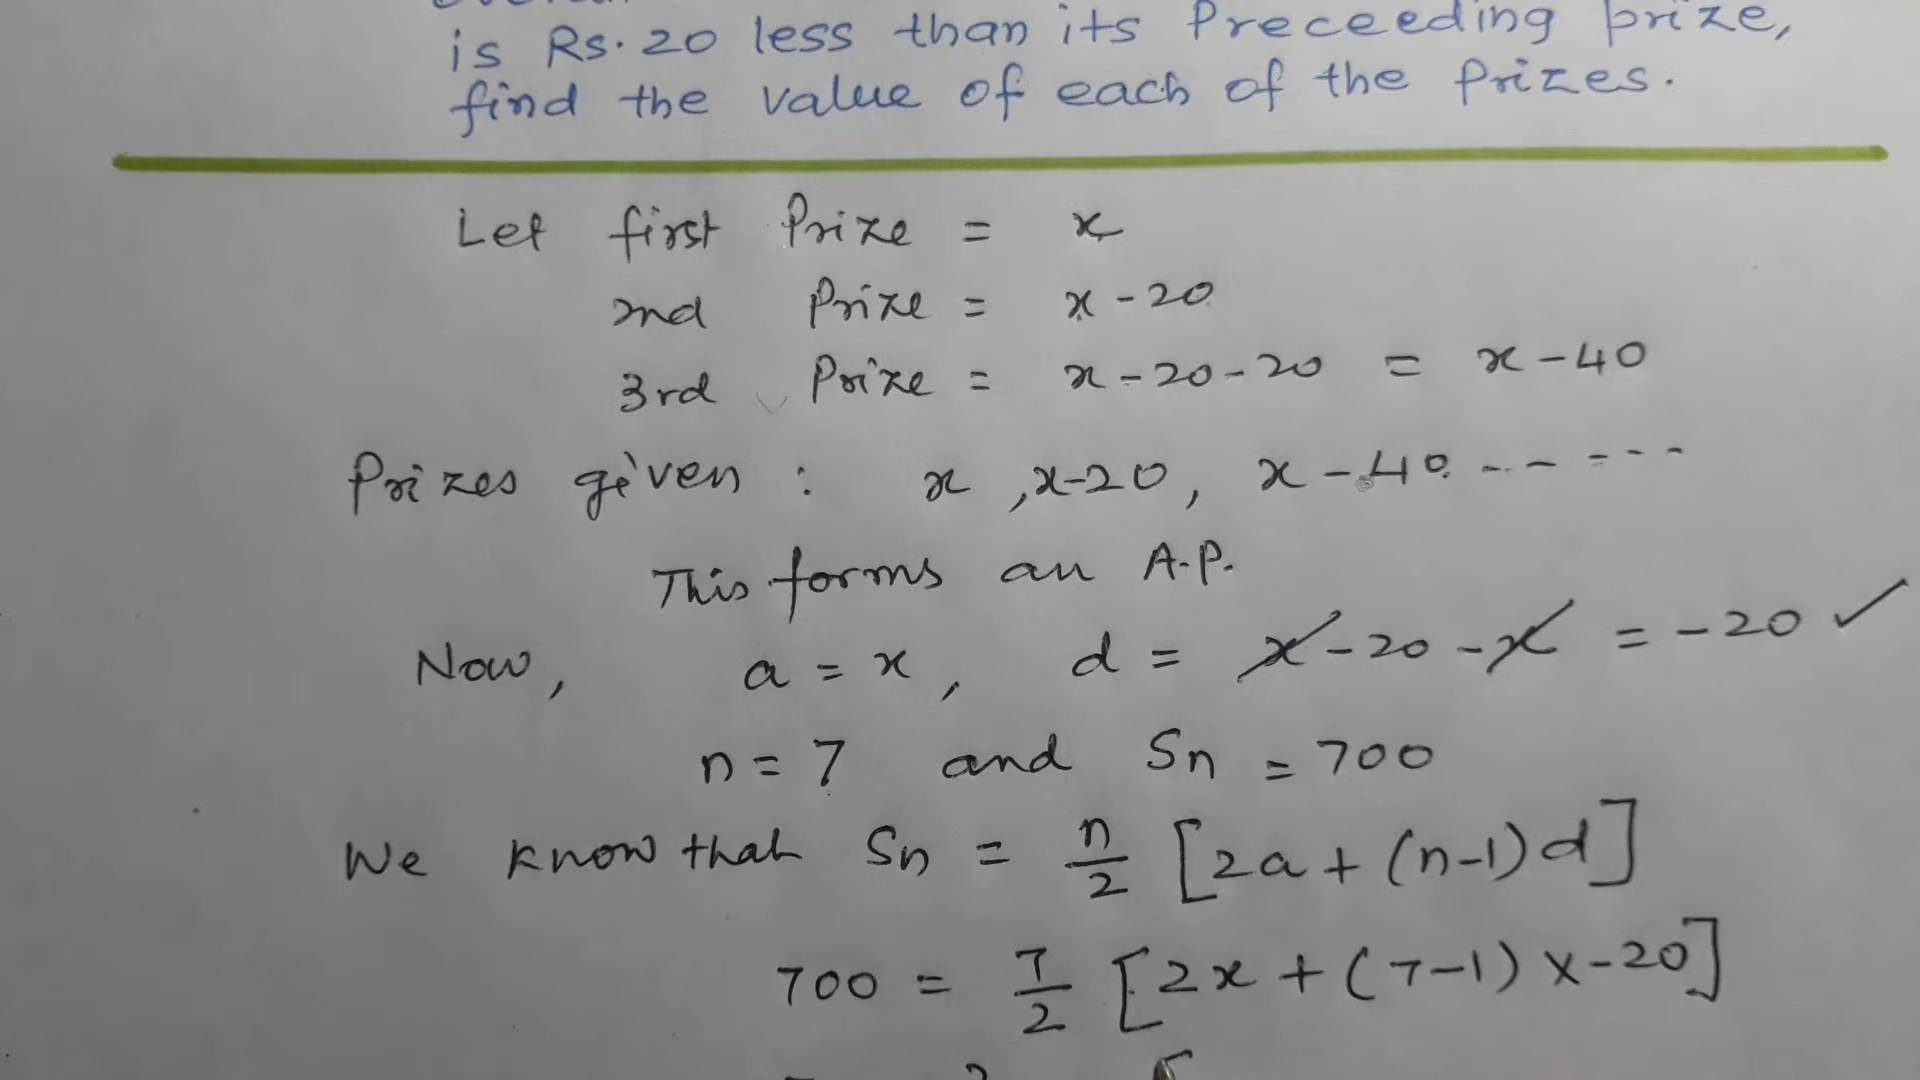 is Rs. 20 less than its Preceeding prize,
find the value of each of the Prizes.
Let first Prize = x
2nd Prize = x - 20
3rd Prize = x - 20 - 20 = x - 40
Prizes given : x , x - 20 , x - 40 - - - - - -
This forms an A.P.
Now, a = x , d = x - 20 - x = - 20 ✓
n = 7 and Sn = 700
We know that Sn = n/2 [2a + (n-1) d]
700 = 7/2 [2x + (7-1) x - 20]